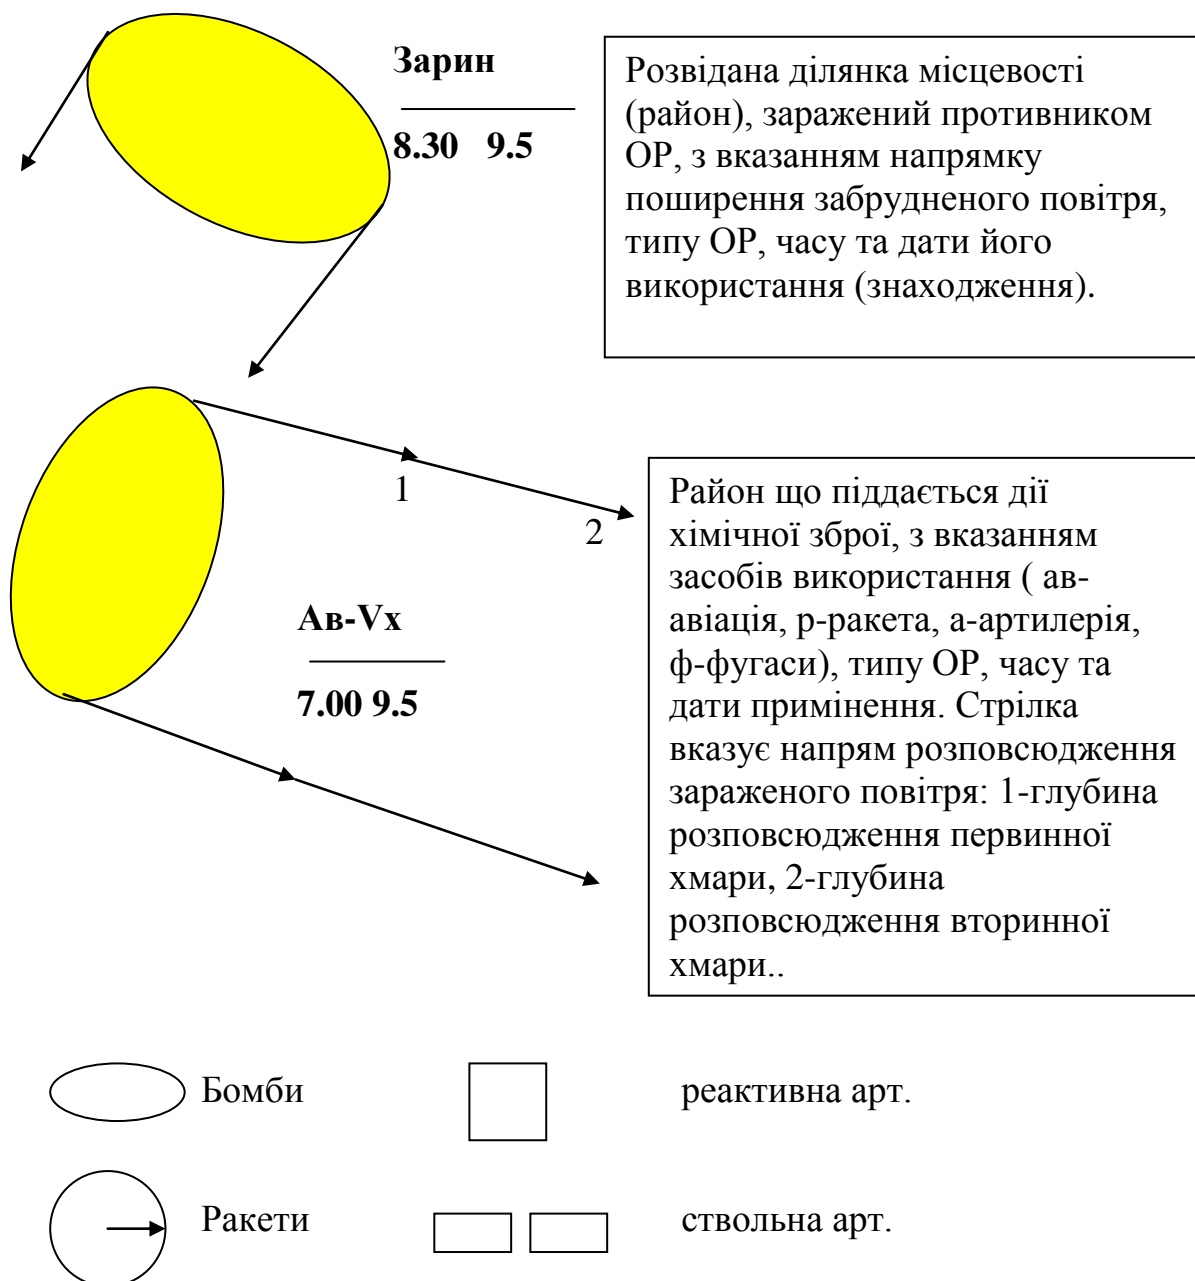 Зарин
8.30 9.5
Розвідана ділянка місцевості
(район), заражений противником
ОР, з вказанням напрямку
поширення забрудненого повітря,
типу ОР, часу та дати його
використання (знаходження).
1
2
Ав-Vх
7.00 9.5
Район що піддається дії
хімічної зброї, з вказанням
засобів використання ( ав-
авіація, р-ракета, а-артилерія,
ф-фугаси), типу ОР, часу та
дати примінення. Стрілка
вказує напрям розповсюдження
зараженого повітря: 1-глубина
розповсюдження первинної
хмари, 2-глубина
розповсюдження вторинної
хмари..
Бомби
реактивна арт.
Ракети
ствольна арт.